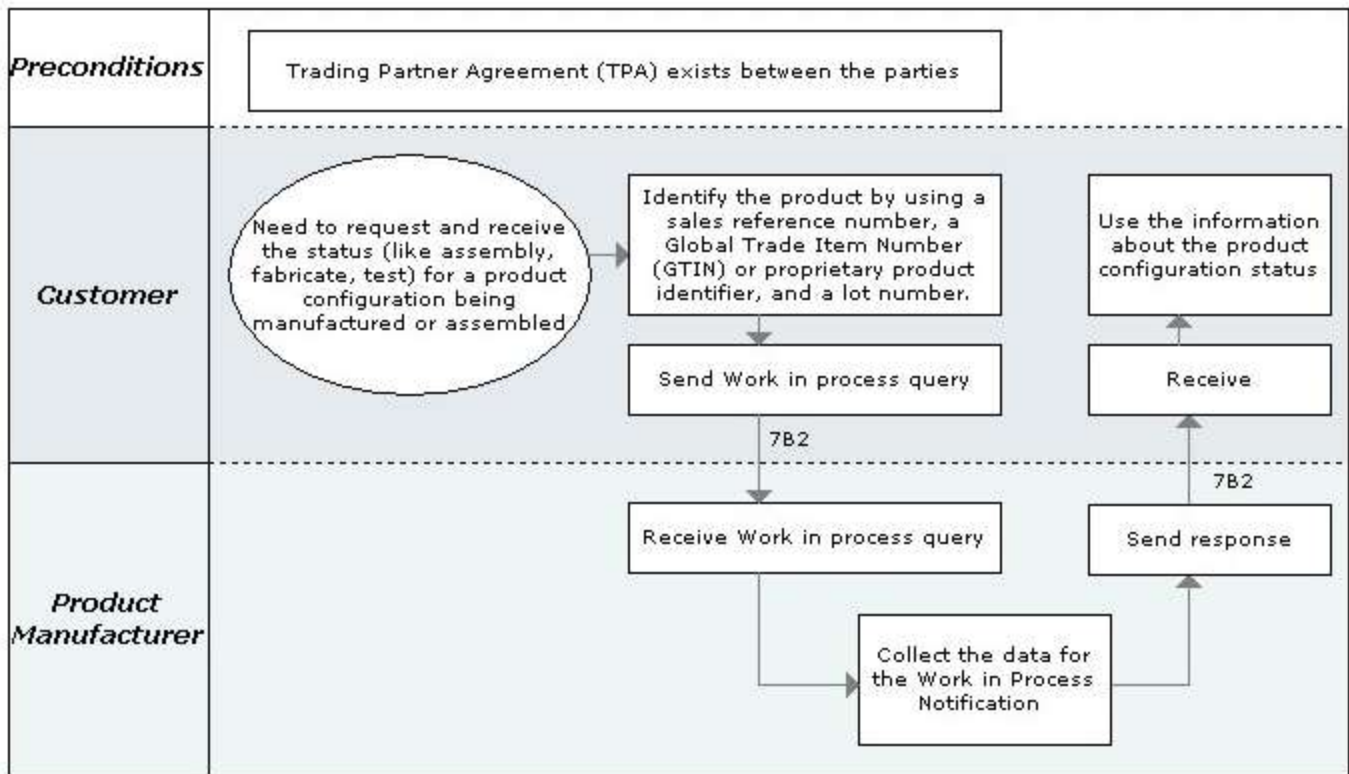 Preconditions
Trading Partner Agreement (TPA) exists between the parties
Customer
Need to request and receive
the status (like assembly,
fabricate, test) for a product
configuration being
manufactured or assembled
Identify the product by using a
sales reference number, a
Global Trade Item Number
(GTIN) or proprietary product
identifier, and a lot number.
Send Work in process query
7B2
Use the information
about the product
configuration status
Receive
Product
Manufacturer
Receive Work in process query
Collect the data for
the Work in Process
Notification
Send response
7B2